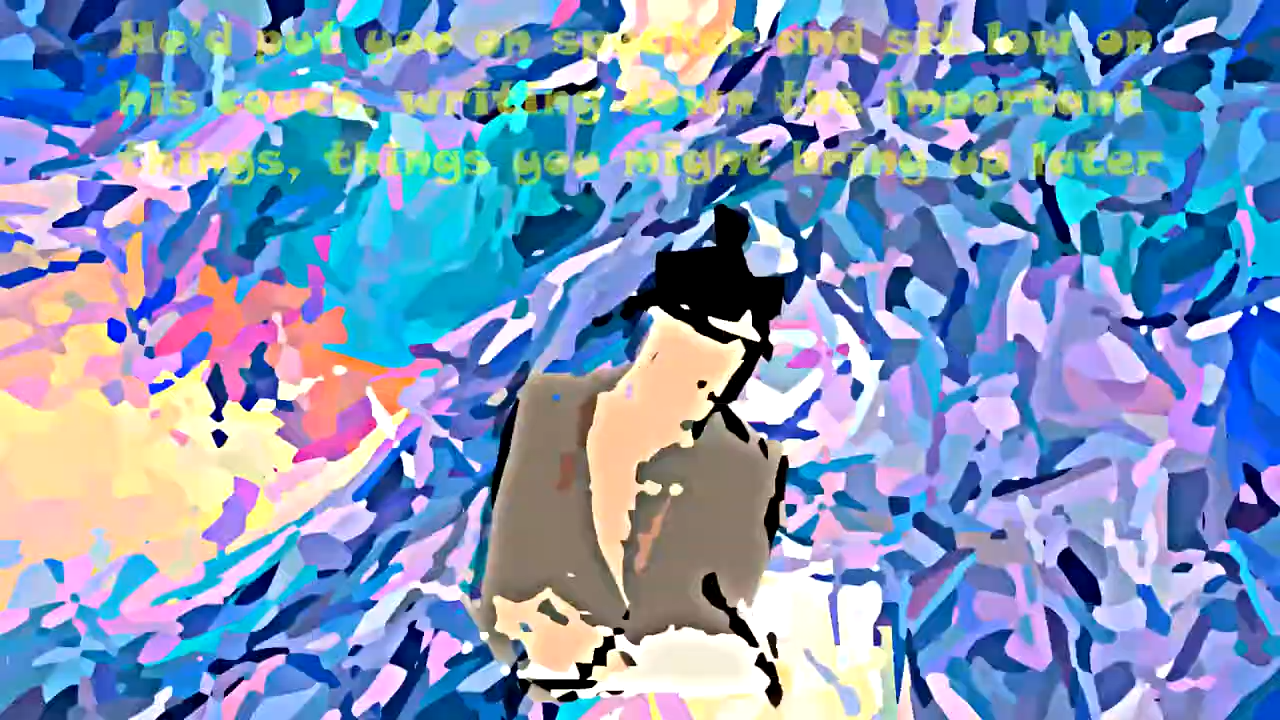 He'd put you on speaker and sit low on
his couch, writing down the important
things, things you might bring up later